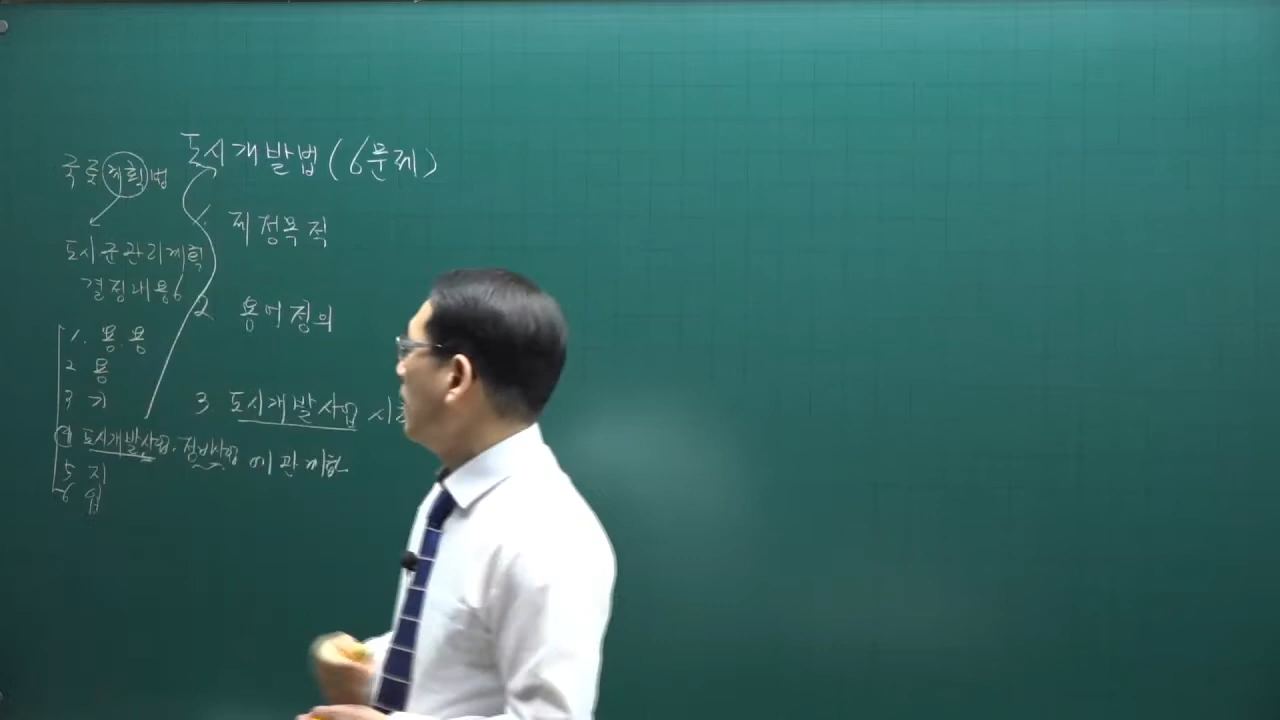 국토계획법
도시군관리계획
결정내용6
1. 용.용
2 용
3 기
4 도시개발사업. 정비사업 에 관 계획
5 지
6 입
도시개발법 (6문제)
1. 제정목적
2 용어정의
3. 도시개발사업 시